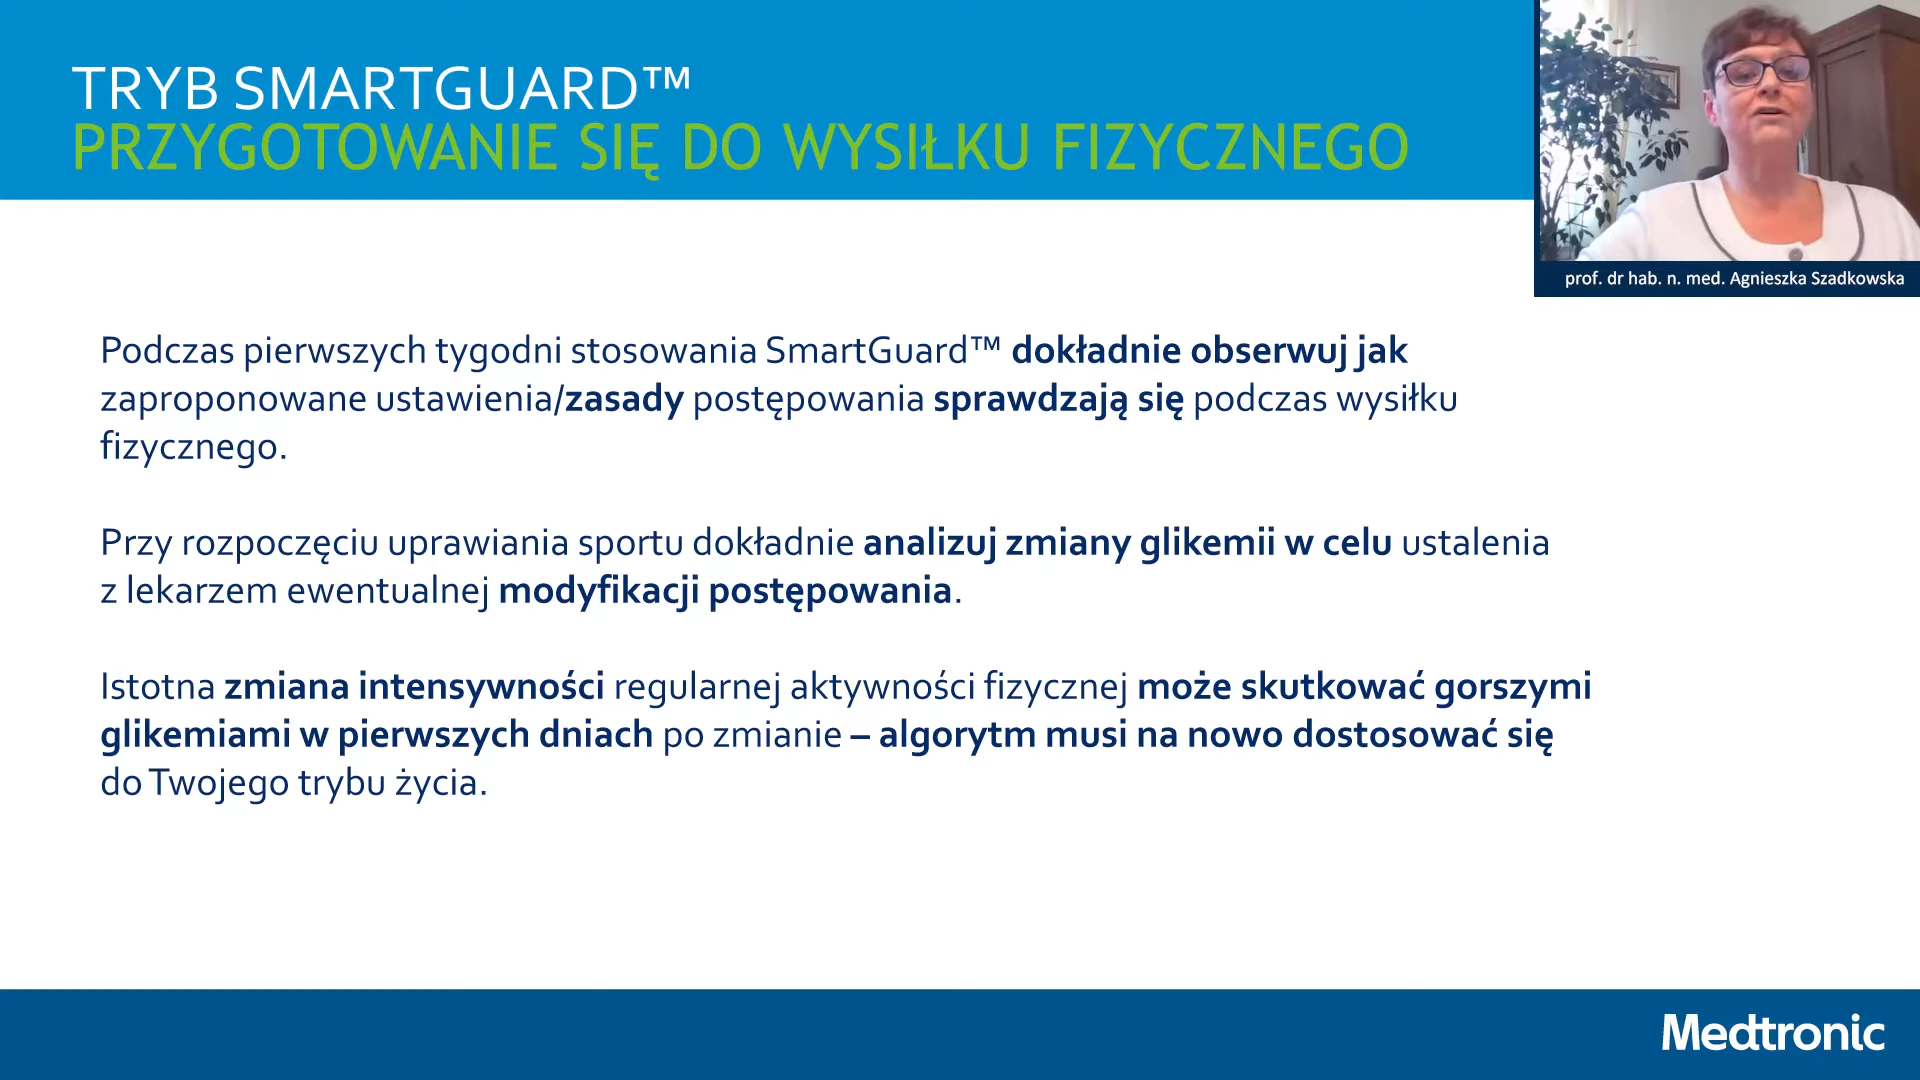 TRYB SMARTGUARD™
PRZYGOTOWANIE SIĘ DO WYSIŁKU FIZYCZNEGO
prof. dr hab. n. med. Agnieszka Szadkowska
Podczas pierwszych tygodni stosowania SmartGuard™ dokładnie obserwuj jak
zaproponowane ustawienia/zasady postępowania sprawdzają się podczas wysiłku
fizycznego.
Przy rozpoczęciu uprawiania sportu dokładnie analizuj zmiany glikemii w celu ustalenia
z lekarzem ewentualnej modyfikacji postępowania.
Istotna zmiana intensywności regularnej aktywności fizycznej może skutkować gorszymi
glikemiami w pierwszych dniach po zmianie – algorytm musi na nowo dostosować się
do Twojego trybu życia.
Medtronic